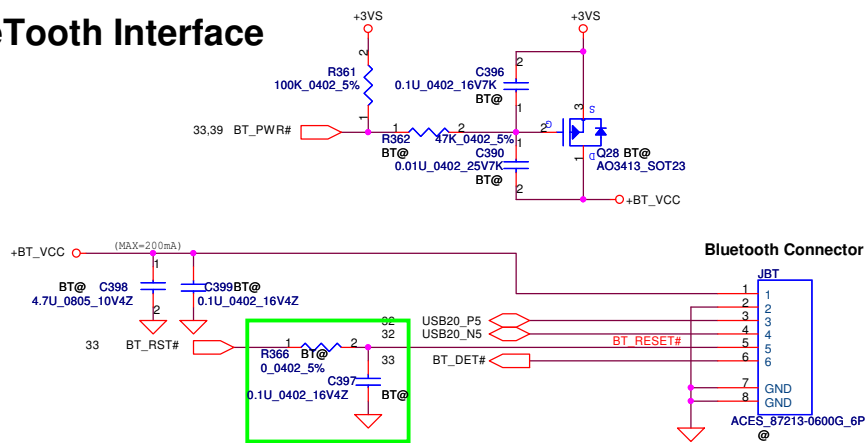 eTooth Interface
+3VS
+3VS
2
R361
100K_0402_5%
1
C396
2
0.1U_0402_16V7K
BT@
1
3
S
33,39 BT_PWR#
1
2
R362
47K_0402_5%
BT@
G
2
1
C390
0.01U_0402_25V7K
BT@
2
1
D
Q28 BT@
AO3413_SOT23
+BT_VCC
+BT_VCC
(MAX=200mA)
Bluetooth Connector
1
BT@ C398
4.7U_0805_10V4Z
2
C399BT@
0.1U_0402_16V4Z
JBT
1 1
2 2
3 3
4 4
5 5
6 6
7 GND
8 GND
32 USB20_P5
32 USB20_N5
BT_RESET#
33 BT_RST#
1 2
R366 BT@
0_0402_5%
33 BT_DET#
C397
0.1U_0402_16V4Z
BT@
ACES_87213-0600G_6P
@